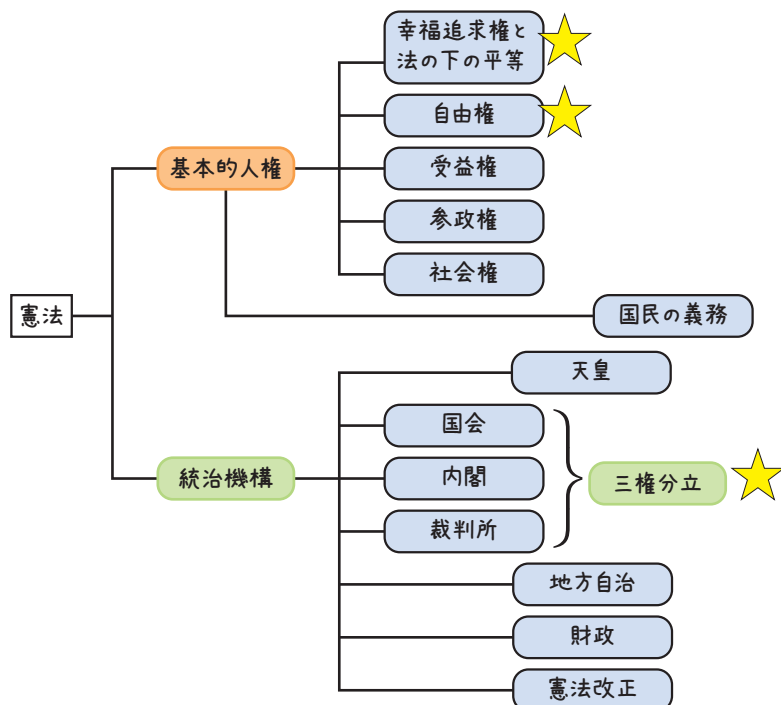 幸福追求権と
法の下の平等
自由権
基本的人権
受益権
参政権
社会権
憲法
国民の義務
天皇
国会
統治機構
内閣
三権分立
裁判所
地方自治
財政
憲法改正